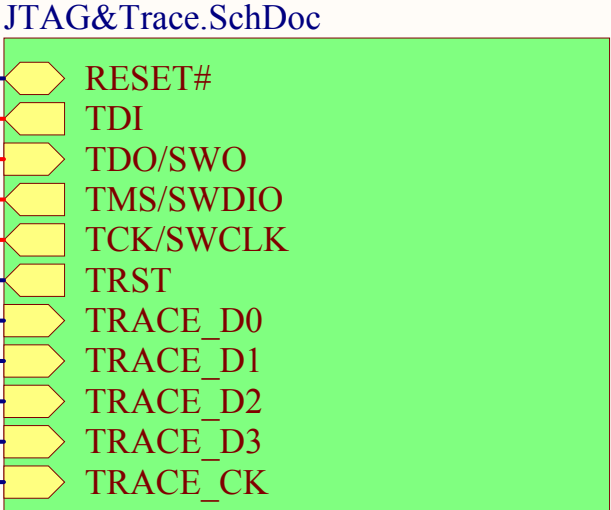 JTAG&Trace.SchDoc
RESET#
TDI
TDO/SWO
TMS/SWDIO
TCK/SWCLK
TRST
TRACE_D0
TRACE_D1
TRACE_D2
TRACE_D3
TRACE_CK